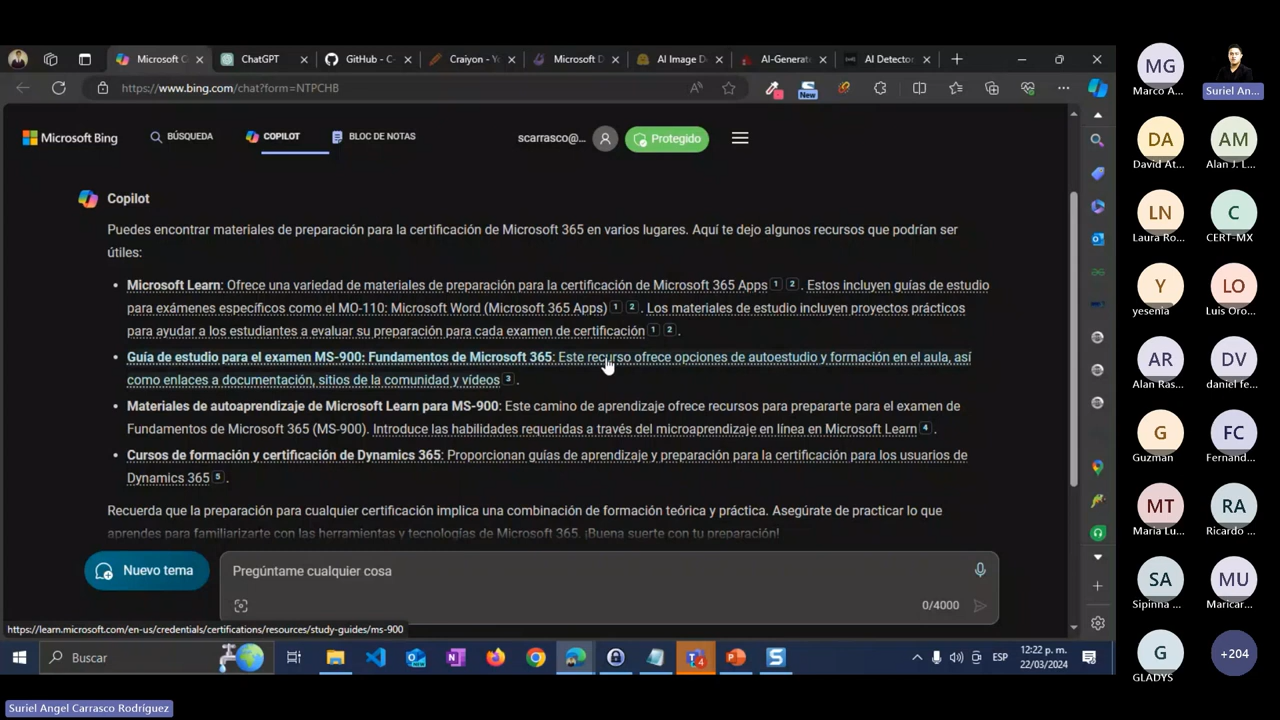 Microsoft C
ChatGPT
GitHub - C
Craiyon - Yo
Microsoft D
AI Image D
AI-Generat
AI Detector
https://www.bing.com/chat?form=NTPCHB
New
Microsoft Bing
BÚSQUEDA
COPILOT
BLOC DE NOTAS
scarrasco@...
Protegido
Copilot
Puedes encontrar materiales de preparación para la certificación de Microsoft 365 en varios lugares. Aquí te dejo algunos recursos que podrían ser
útiles:
• Microsoft Learn: Ofrece una variedad de materiales de preparación para la certificación de Microsoft 365 Apps 1 2 . Estos incluyen guías de estudio
para exámenes específicos como el MO-110: Microsoft Word (Microsoft 365 Apps) 1 2 . Los materiales de estudio incluyen proyectos prácticos
para ayudar a los estudiantes a evaluar su preparación para cada examen de certificación 1 2 .
• Guía de estudio para el examen MS-900: Fundamentos de Microsoft 365: Este recurso ofrece opciones de autoestudio y formación en el aula, así
como enlaces a documentación, sitios de la comunidad y vídeos 3 .
• Materiales de autoaprendizaje de Microsoft Learn para MS-900: Este camino de aprendizaje ofrece recursos para prepararte para el examen de
Fundamentos de Microsoft 365 (MS-900). Introduce las habilidades requeridas a través del microaprendizaje en línea en Microsoft Learn 4 .
• Cursos de formación y certificación de Dynamics 365: Proporcionan guías de aprendizaje y preparación para la certificación para los usuarios de
Dynamics 365 5 .
Recuerda que la preparación para cualquier certificación implica una combinación de formación teórica y práctica. Asegúrate de practicar lo que
aprendes para familiarizarte con las herramientas y tecnologías de Microsoft 365. ¡Buena suerte con tu preparación!
Nuevo tema
Pregúntame cualquier cosa
0/4000
https://learn.microsoft.com/en-us/credentials/certifications/resources/study-guides/ms-900
Buscar
4
ESP
12:22 p. m.
22/03/2024
Suriel Angel Carrasco Rodríguez
MG
Marco A...
Suriel An...
DA
AM
David At...
Alan J. L...
LN
C
Laura Ro...
CERT-MX
Y
LO
yesenia
Luis Oro...
AR
DV
Alan Ras...
daniel fe...
G
FC
Guzman
Fernand...
MT
RA
Maria Lu...
Ricardo ...
SA
MU
Sipinna ...
Maricar...
G
+204
GLADYS